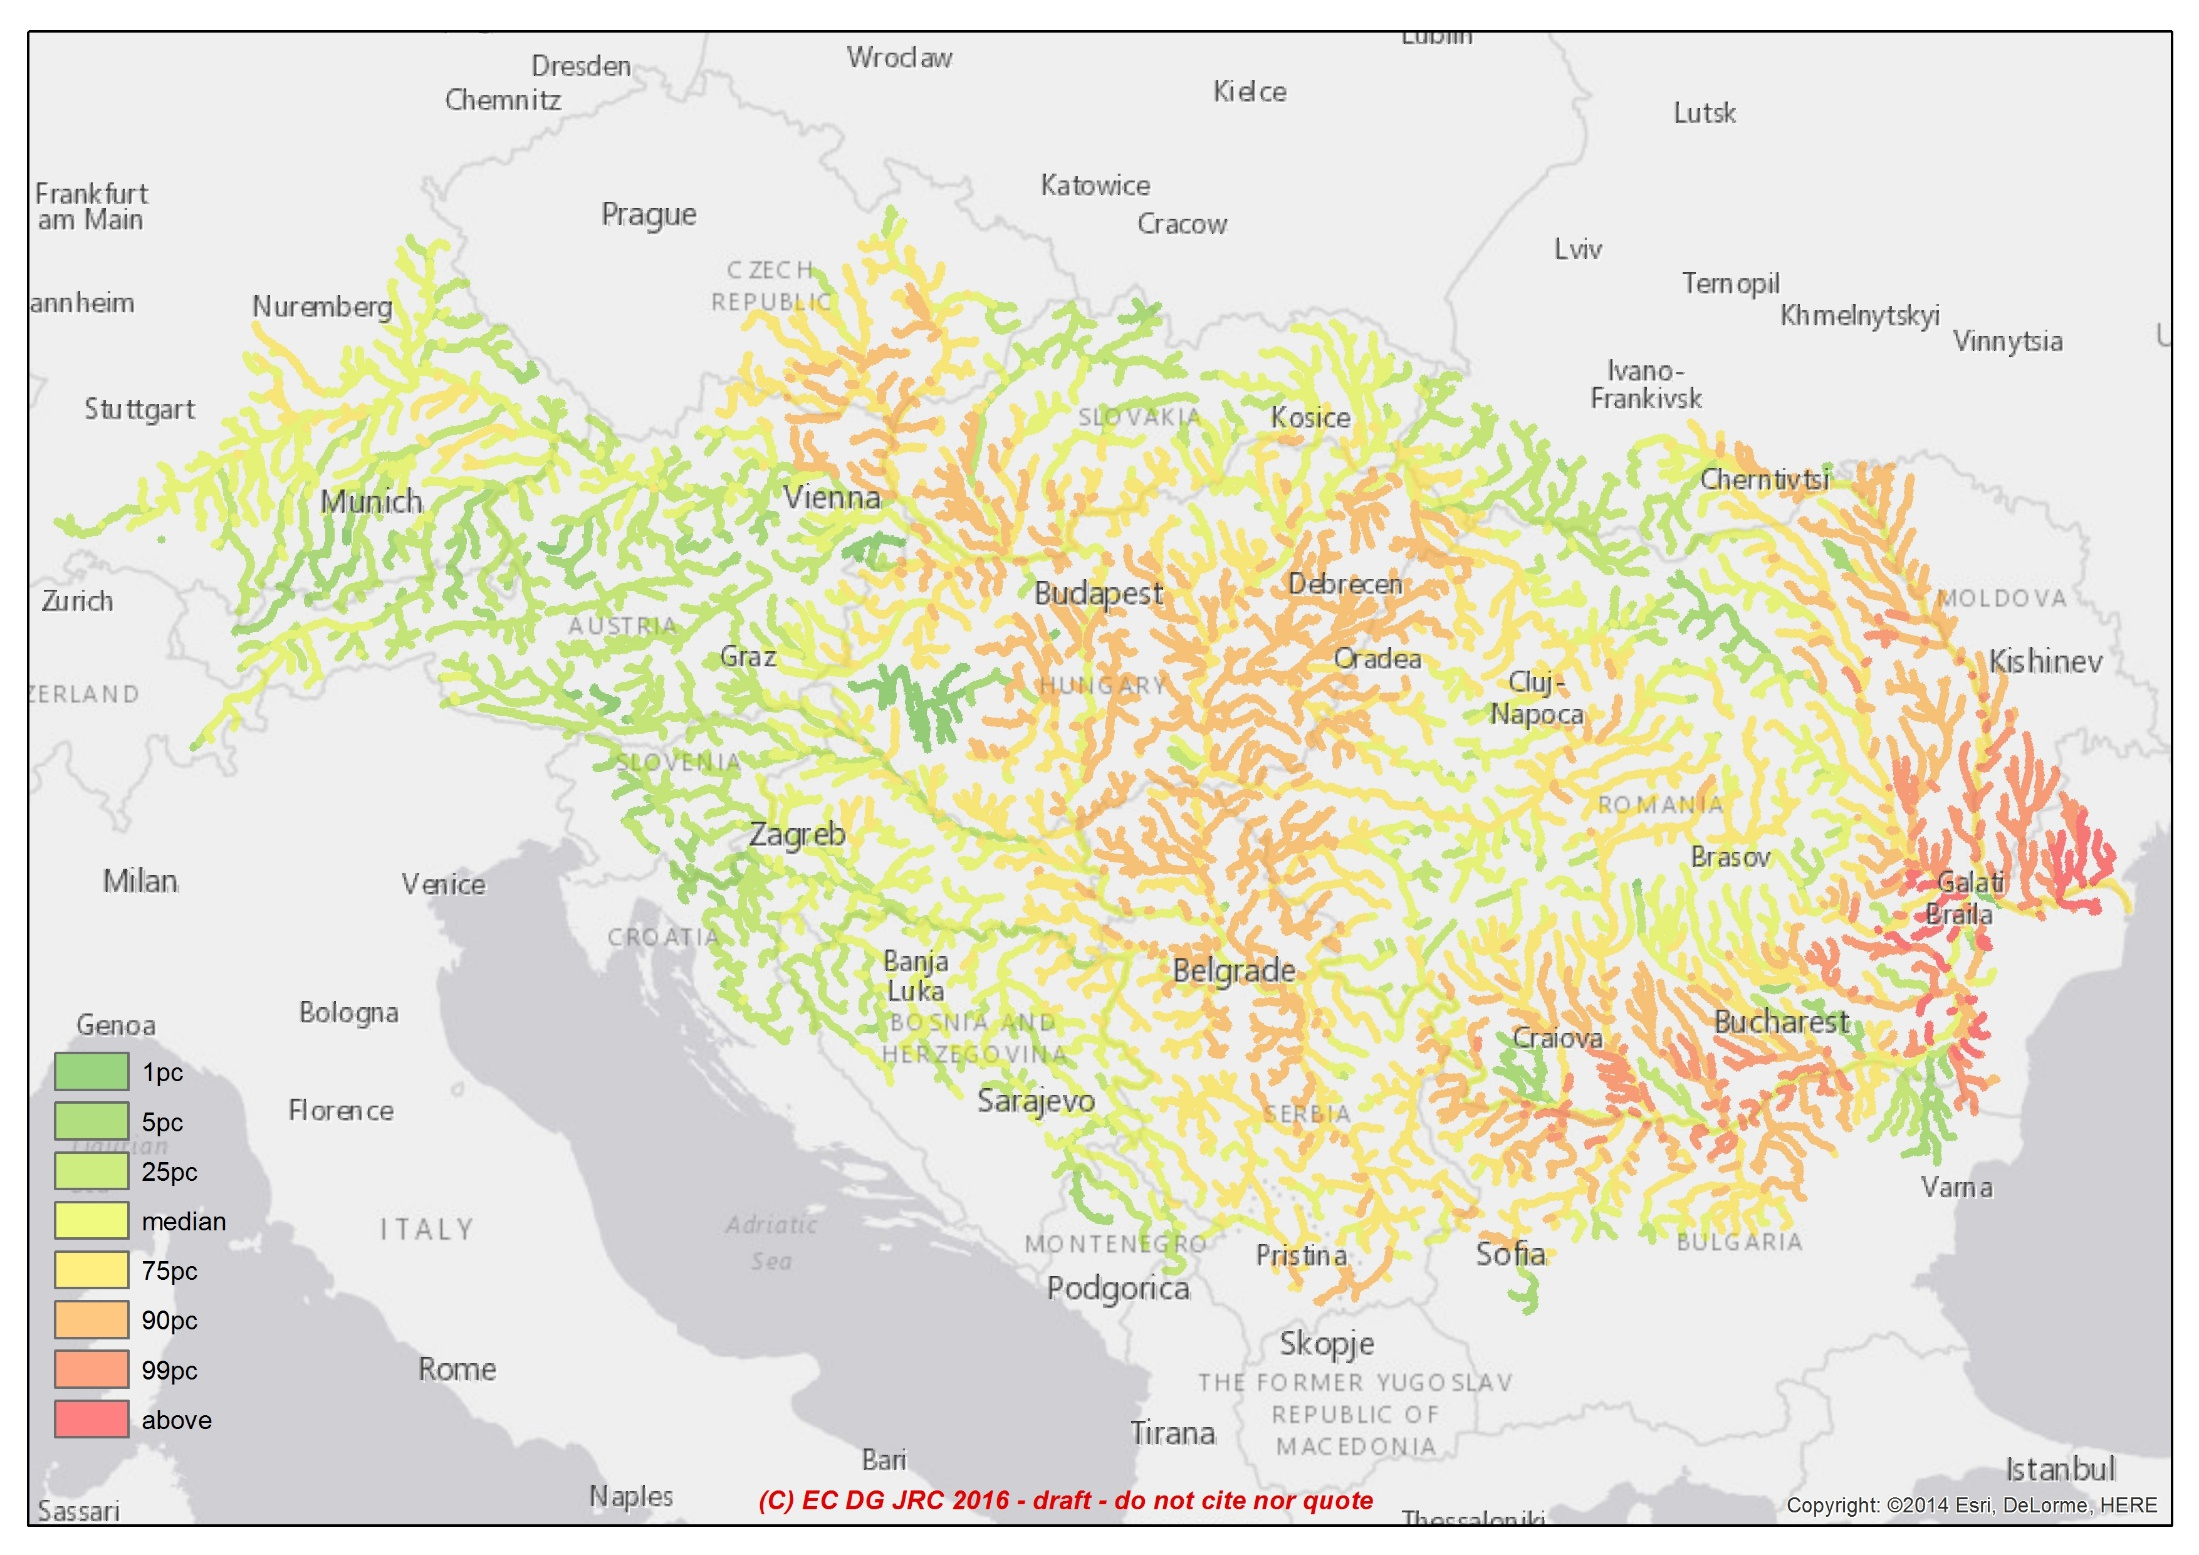 Lublin
Dresden
Wroclaw
Chemnitz
Kielce
Lutsk
Frankfurt
am Main
Katowice
Prague
Cracow
Lviv
CZECH
REPUBLIC
Ternopil
annheim
Nuremberg
Khmelnytskyi
Vinnytsia
U
Ivano-
Frankivsk
Stuttgart
SLOVAKIA
Kosice
Cherntivtsi
Munich
Vienna
Zurich
Budapest
Debrecen
MOLDOVA
AUSTRIA
Graz
Oradea
Kishinev
ZERLAND
HUNGARY
Cluj-
Napoca
SLOVENIA
ROMANIA
Zagreb
Brasov
Milan
Venice
Galati
Braila
CROATIA
Banja
Luka
Belgrade
Genoa
Bologna
BOSNIA AND
HERZEGOVINA
Craiova
Bucharest
1pc
Florence
Sarajevo
SERBIA
5pc
Ligurian
Sea
25pc
Varna
median
ITALY
Adriatic
Sea
MONTENEGRO
Pristina
Sofia
BULGARIA
75pc
Podgorica
90pc
Skopje
99pc
Rome
THE FORMER YUGOSLAV
REPUBLIC OF
MACEDONIA
above
Tirana
Bari
Istanbul
Naples
(C) EC DG JRC 2016 - draft - do not cite nor quote
Copyright: ©2014 Esri, DeLorme, HERE
Sassari
Thessaloniki